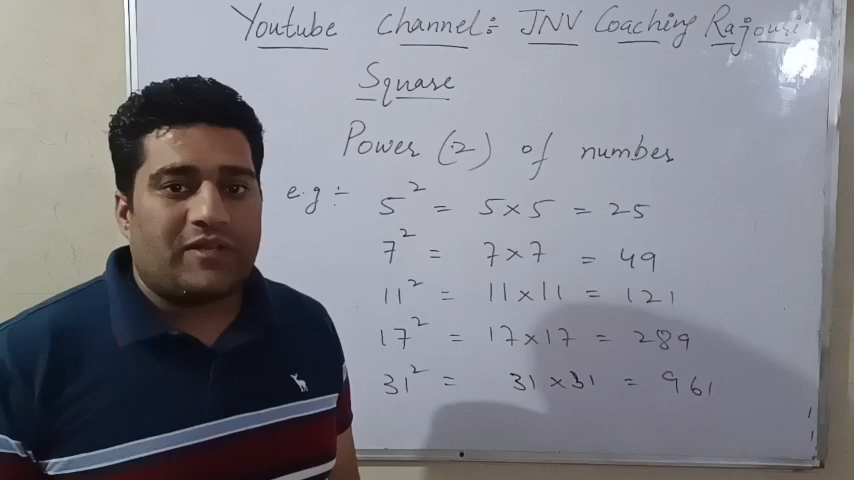 Youtube channel:- JNV Coaching Rajouri
Square
Power (2) of number
e.g:- 5² = 5×5 = 25
7² = 7×7 = 49
11² = 11×11 = 121
17² = 17×17 = 289
31² = 31×31 = 961